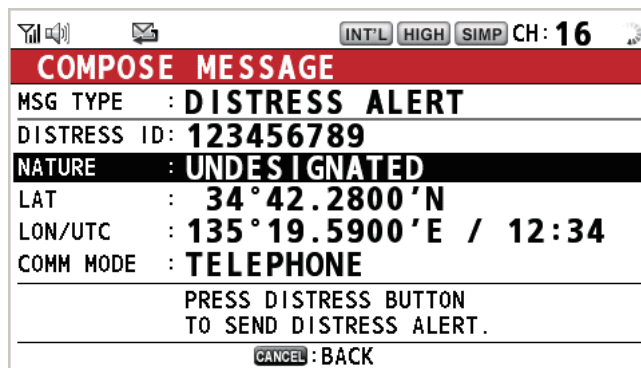 INT'L HIGH SIMP CH: 16
COMPOSE MESSAGE
MSG TYPE : DISTRESS ALERT
DISTRESS ID: 123456789
NATURE : UNDESIGNATED
LAT : 34°42.2800'N
LON/UTC : 135°19.5900'E / 12:34
COMM MODE : TELEPHONE
PRESS DISTRESS BUTTON
TO SEND DISTRESS ALERT.
CANCEL : BACK